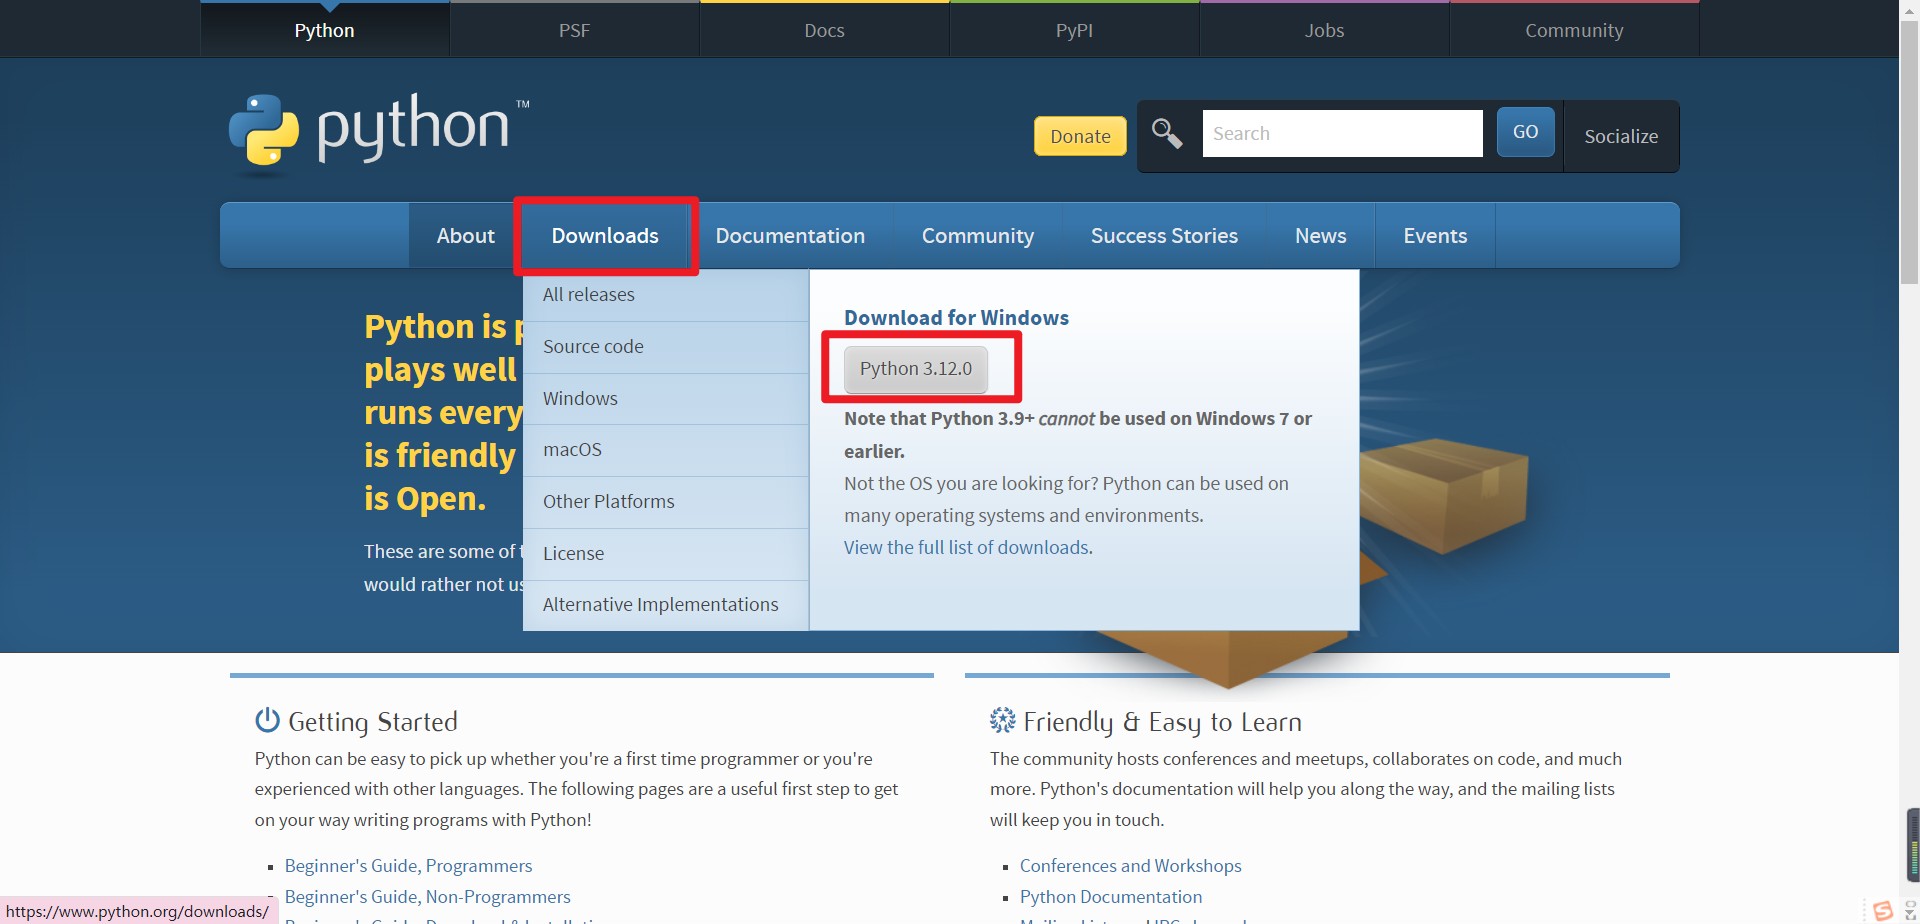 Python
PSF
Docs
PyPI
Jobs
Community
python™
Donate
Search
GO
Socialize
About
Downloads
Documentation
Community
Success Stories
News
Events
Python is
plays well
runs every
is friendly
is Open.
These are some of
would rather not
All releases
Source code
Windows
macOS
Other Platforms
License
Alternative Implementations
Download for Windows
Python 3.12.0
Note that Python 3.9+ cannot be used on Windows 7 or
earlier.
Not the OS you are looking for? Python can be used on
many operating systems and environments.
View the full list of downloads.
Getting Started
Python can be easy to pick up whether you're a first time programmer or you're
experienced with other languages. The following pages are a useful first step to get
on your way writing programs with Python!
Beginner's Guide, Programmers
Beginner's Guide, Non-Programmers
Friendly & Easy to Learn
The community hosts conferences and meetups, collaborates on code, and much
more. Python's documentation will help you along the way, and the mailing lists
will keep you in touch.
Conferences and Workshops
Python Documentation
https://www.python.org/downloads/